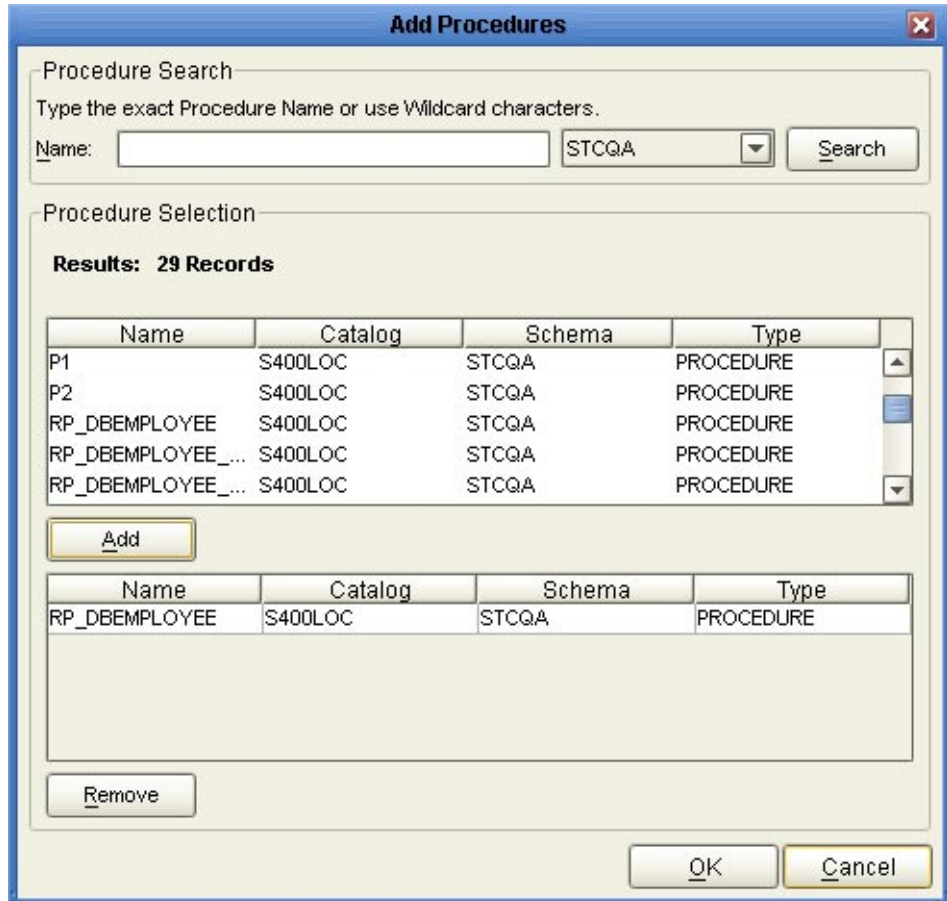 Add Procedures
Procedure Search
Type the exact Procedure Name or use Wildcard characters.
Name: STCQA Search
Procedure Selection
Results: 29 Records
Name Catalog Schema Type
P1 S400LOC STCQA PROCEDURE
P2 S400LOC STCQA PROCEDURE
RP_DBEMPLOYEE S400LOC STCQA PROCEDURE
RP_DBEMPLOYEE_... S400LOC STCQA PROCEDURE
RP_DBEMPLOYEE_... S400LOC STCQA PROCEDURE
Add
Name Catalog Schema Type
RP_DBEMPLOYEE S400LOC STCQA PROCEDURE
Remove
OK Cancel